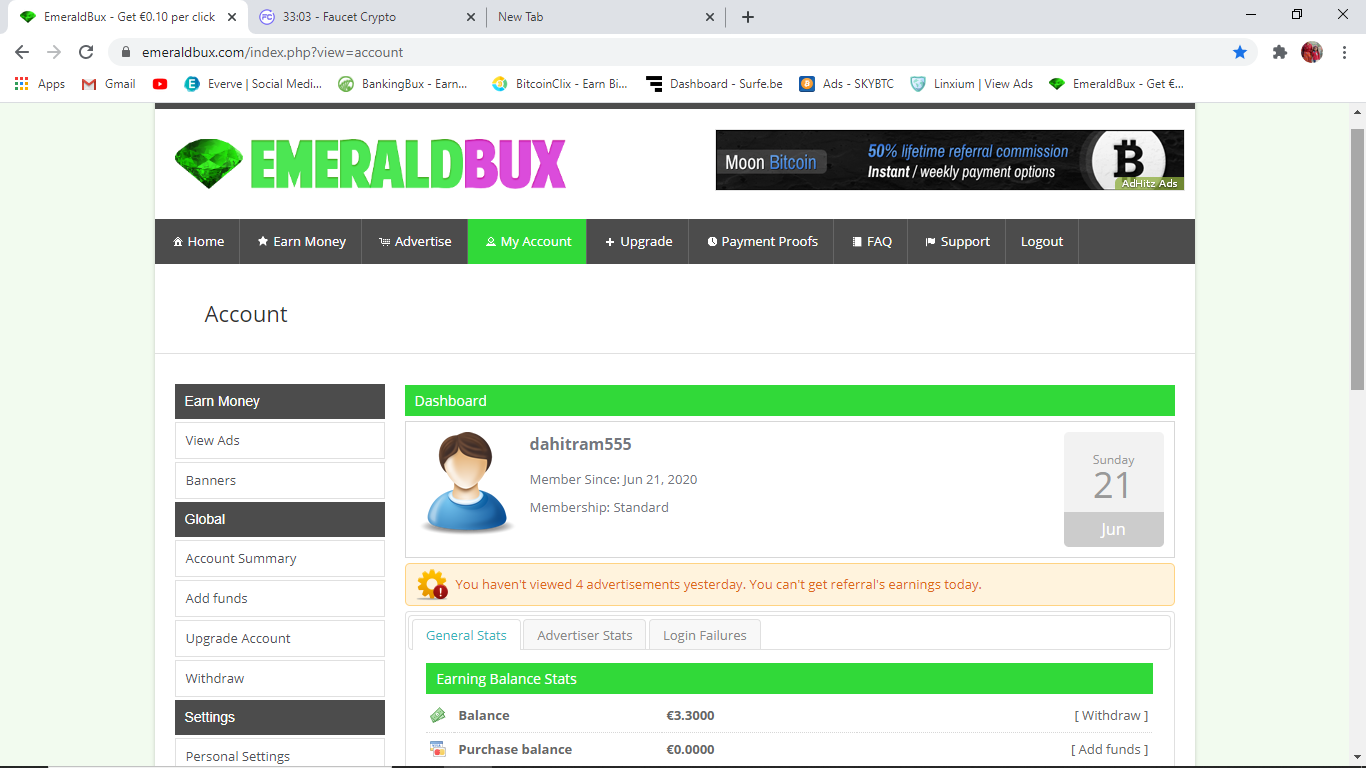 EmeraldBux - Get €0.10 per click
33:03 - Faucet Crypto
New Tab
emeraldbux.com/index.php?view=account
Apps Gmail Everve | Social Medi... BankingBux - Earn... BitcoinClix - Earn Bi... Dashboard - Surfe.be Ads - SKYBTC Linxium | View Ads EmeraldBux - Get €...
EMERALDBUX
Moon Bitcoin
50% lifetime referral commission
Instant / weekly payment options
AdHitz Ads
Home Earn Money Advertise My Account Upgrade Payment Proofs FAQ Support Logout
Account
Earn Money
View Ads
Banners
Global
Account Summary
Add funds
Upgrade Account
Withdraw
Settings
Personal Settings
Dashboard
dahitram555
Member Since: Jun 21, 2020
Membership: Standard
Sunday
21
Jun
You haven't viewed 4 advertisements yesterday. You can't get referral's earnings today.
General Stats Advertiser Stats Login Failures
Earning Balance Stats
Balance €3.3000 [ Withdraw ]
Purchase balance €0.0000 [ Add funds ]